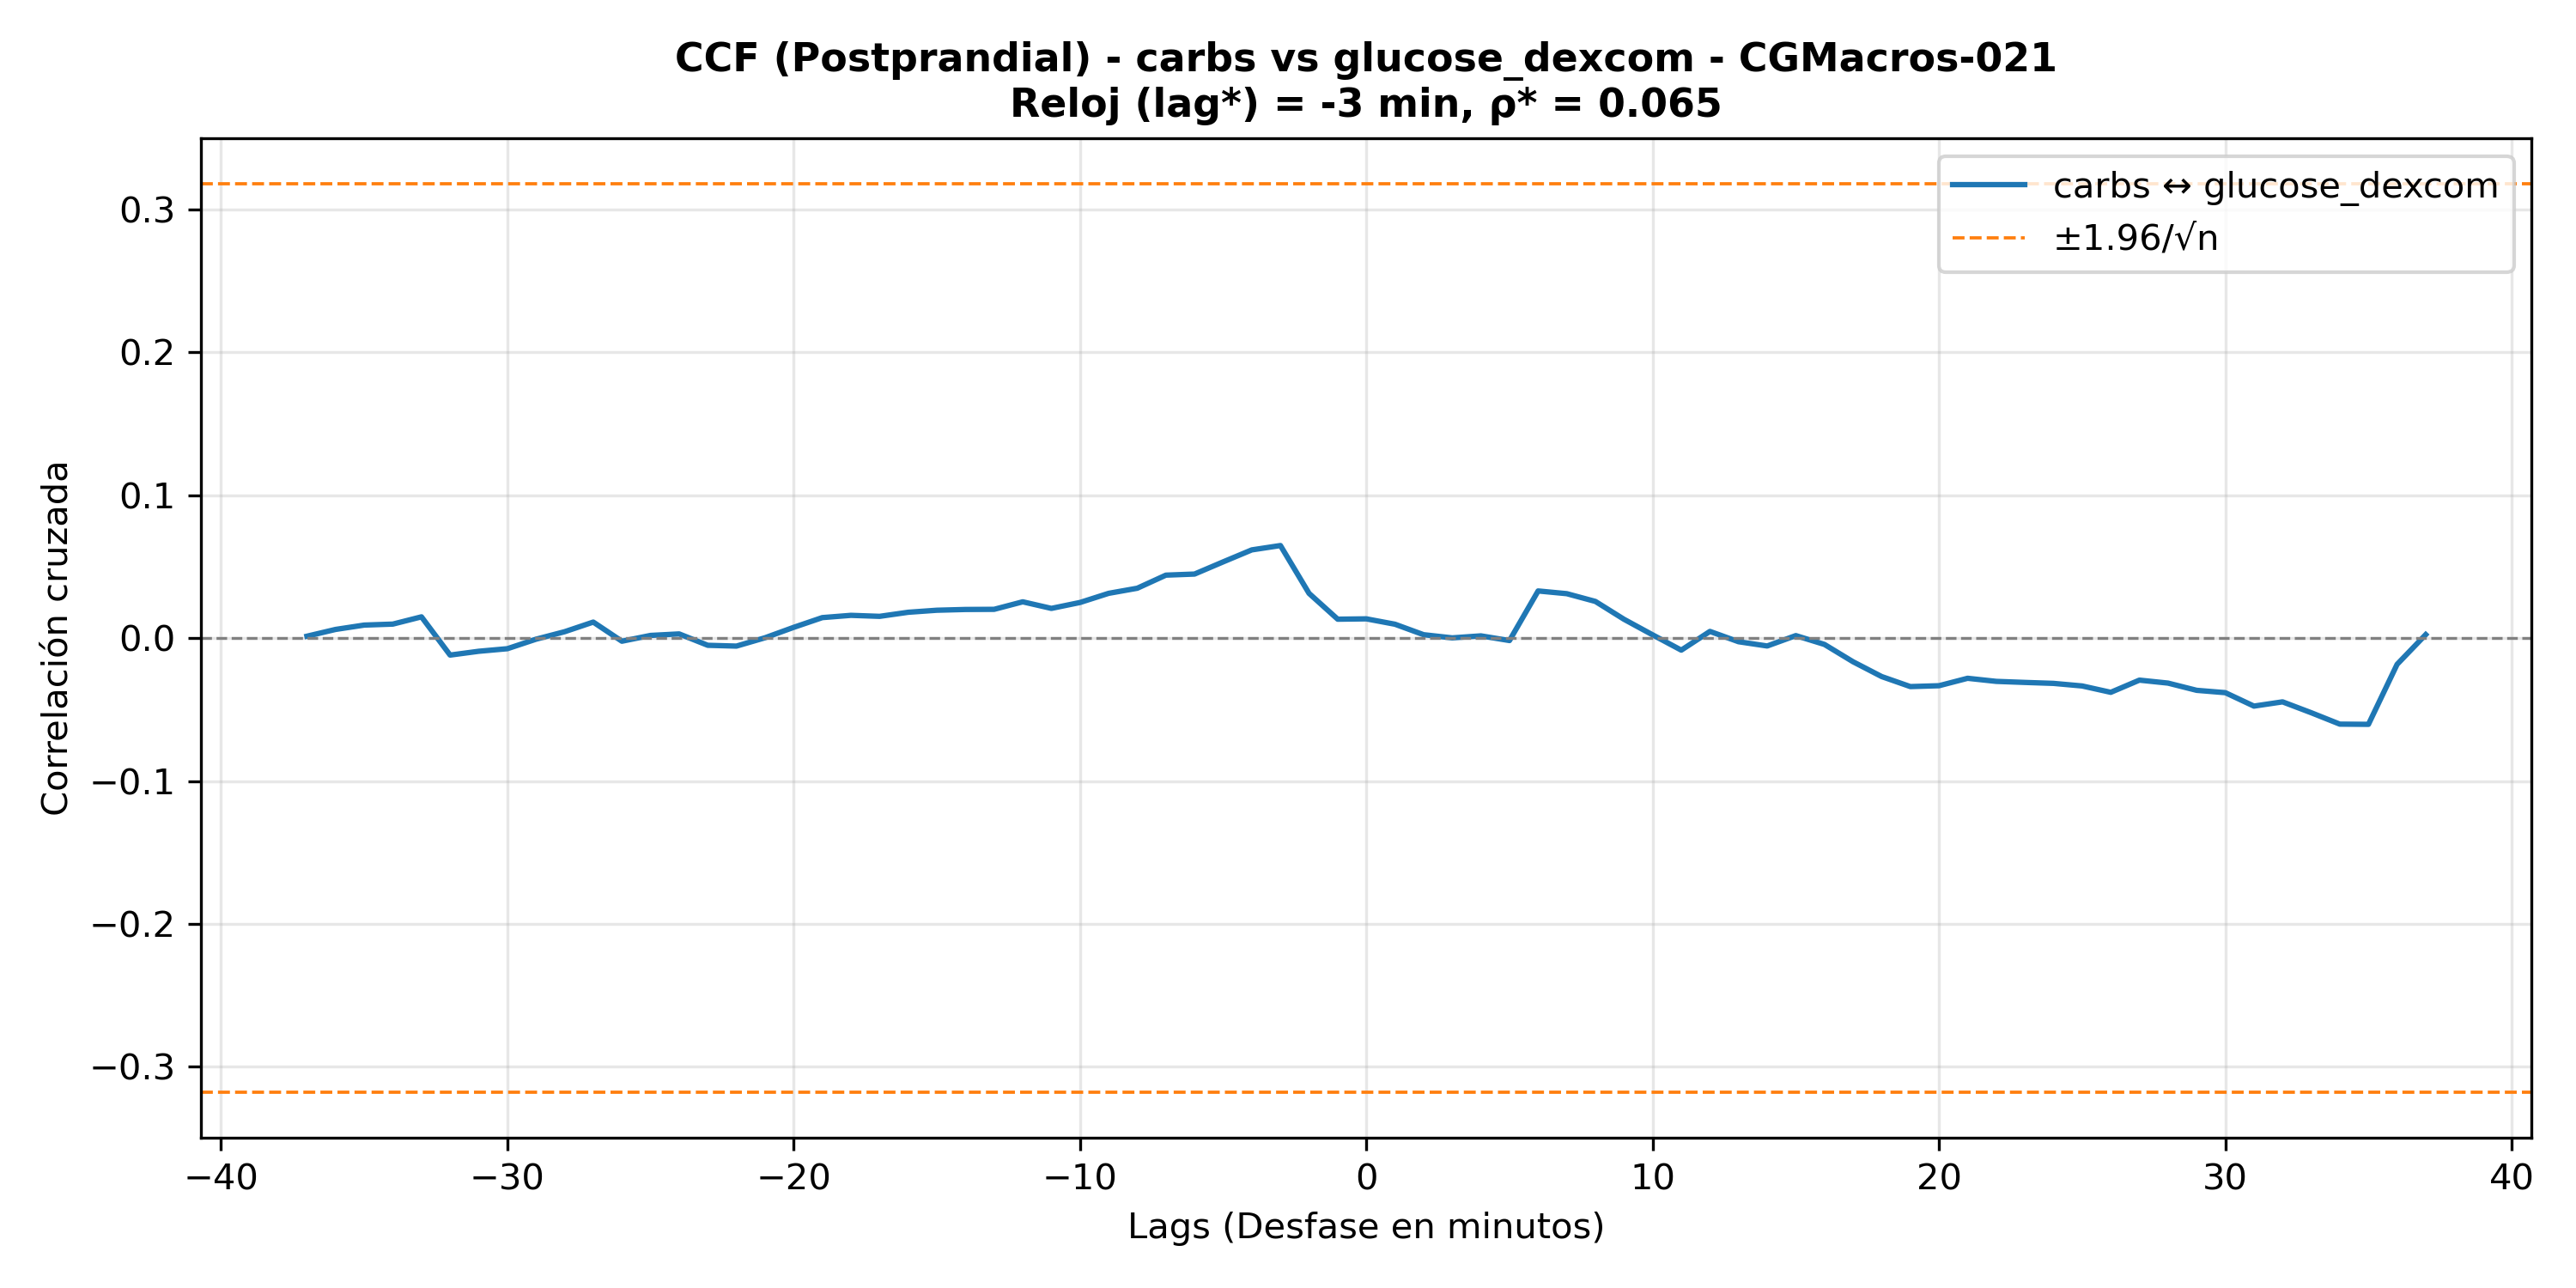 CCF (Postprandial) - carbs vs glucose_dexcom - CGMacros-021
Reloj (lag*) = -3 min, ρ* = 0.065
carbs ↔ glucose_dexcom
±1.96/√n
Correlación cruzada
0.3
0.2
0.1
0.0
−0.1
−0.2
−0.3
−40 −30 −20 −10 0 10 20 30 40
Lags (Desfase en minutos)